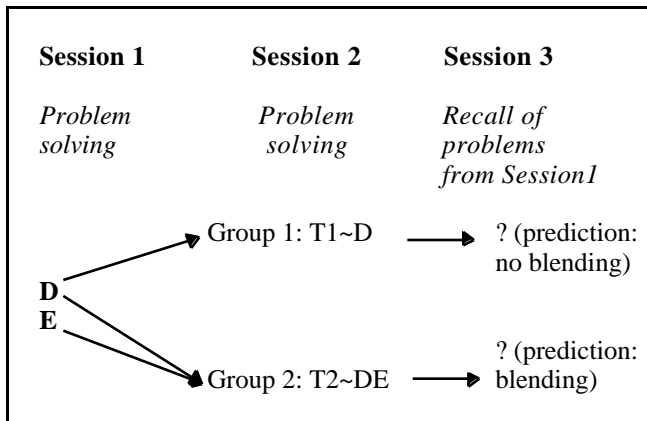 Session 1 Session 2 Session 3
Problem Problem Recall of
solving solving problems
from Session1
Group 1: T1~D ? (prediction:
no blending)
D
E
Group 2: T2~DE ? (prediction:
blending)